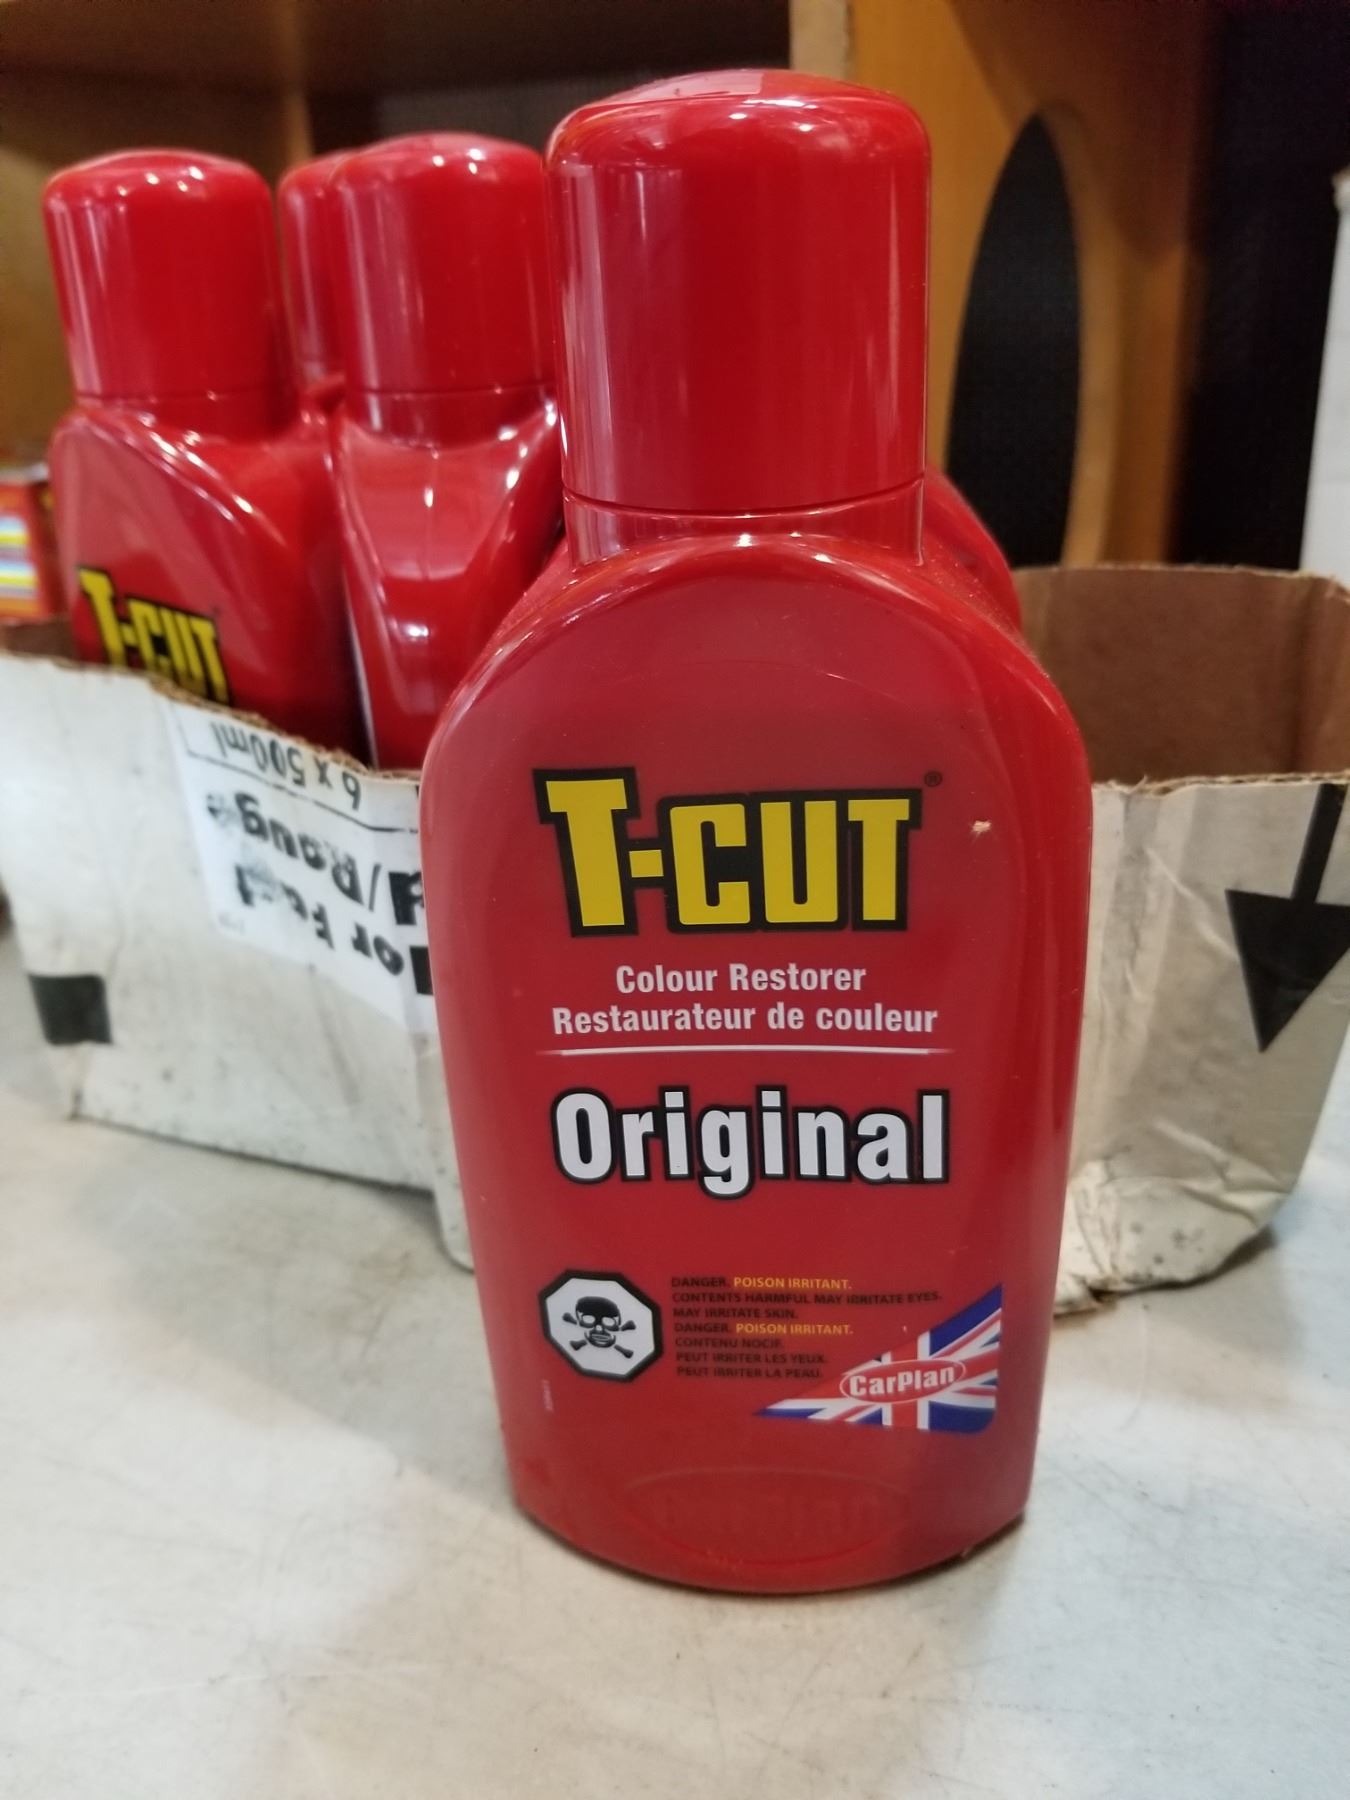 T-CUT
6 x 500ml
T-CUT®
Colour Restorer
Restaurateur de couleur
Original
DANGER. POISON IRRITANT.
CONTENTS HARMFUL MAY IRRITATE EYES.
MAY IRRITATE SKIN.
DANGER. POISON IRRITANT.
CONTENU NOCIF.
PEUT IRRITER LES YEUX.
PEUT IRRITER LA PEAU.
CarPlan